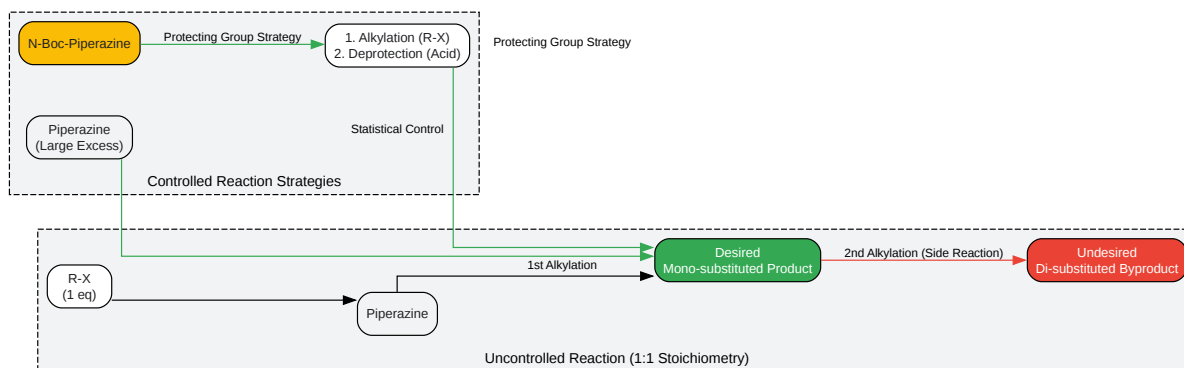 N-Boc-Piperazine
Protecting Group Strategy
1. Alkylation (R-X)
2. Deprotection (Acid)
Protecting Group Strategy
Piperazine
(Large Excess)
Statistical Control
Controlled Reaction Strategies
R-X
(1 eq)
Piperazine
1st Alkylation
Desired
Mono-substituted Product
2nd Alkylation (Side Reaction)
Undesired
Di-substituted Byproduct
Uncontrolled Reaction (1:1 Stoichiometry)